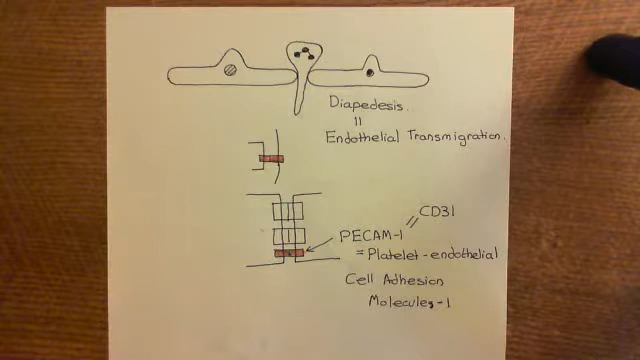 Diapedesis
=
Endothelial Transmigration.
= CD31
PECAM-1
= Platelet-endothelial
Cell Adhesion
Molecules-1